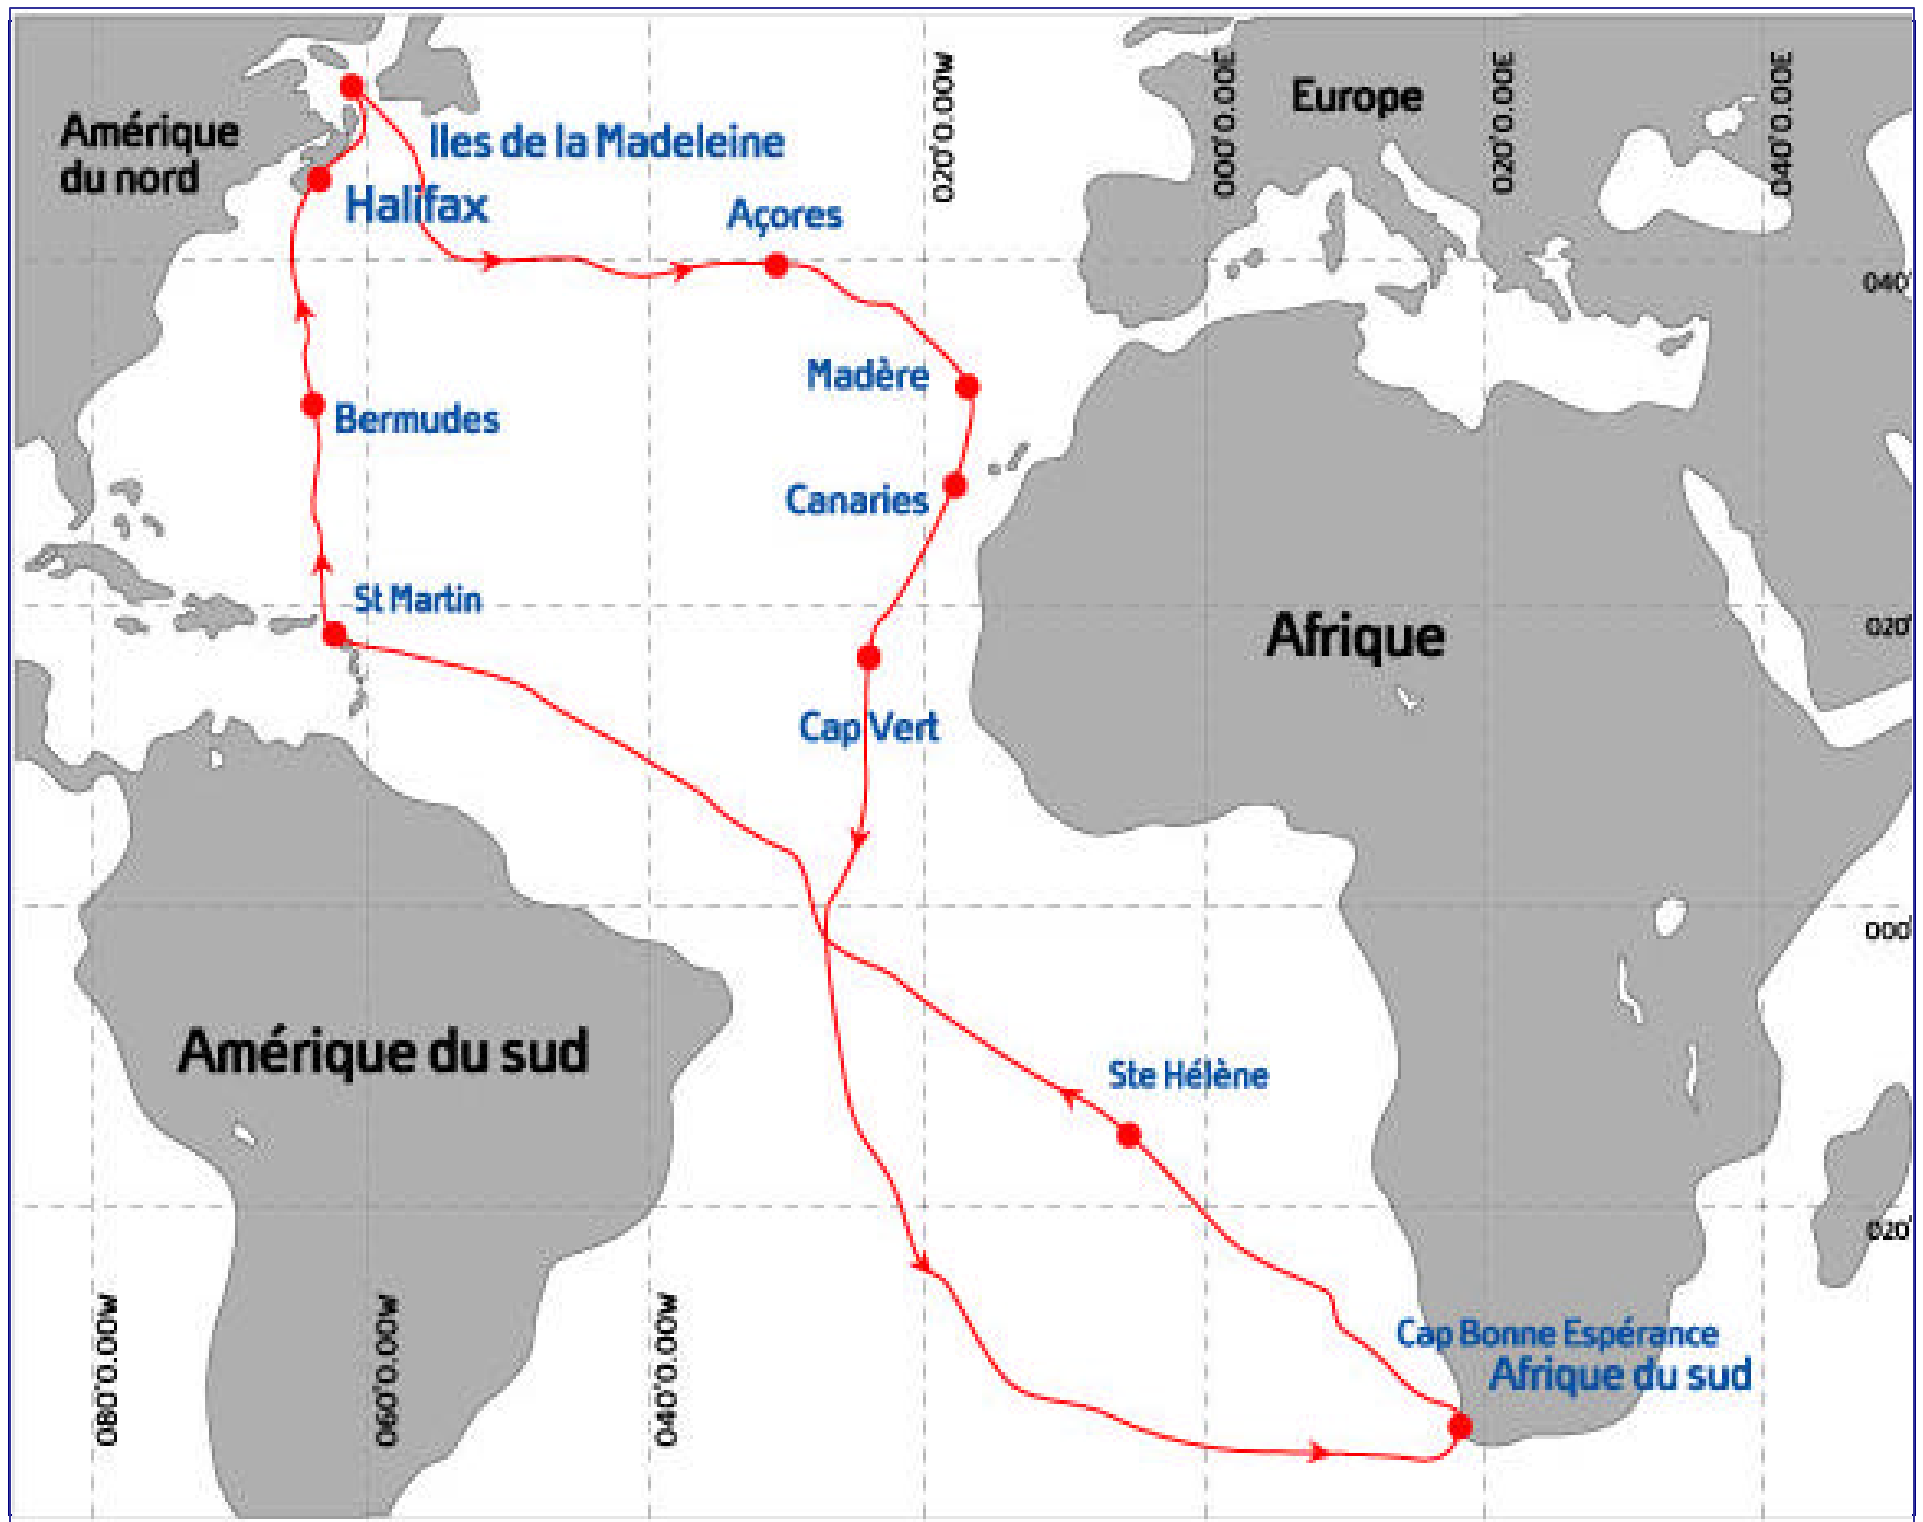 020°0.00W
000°0.00E
020°0.00E
040°0.00E
Europe
Amérique
du nord
Iles de la Madeleine
Halifax
Açores
040°
Madère
Bermudes
Canaries
St Martin
020°
Afrique
Cap Vert
000°
Amérique du sud
Ste Hélène
020°
Cap Bonne Espérance
Afrique du sud
080°0.00W
060°0.00W
040°0.00W